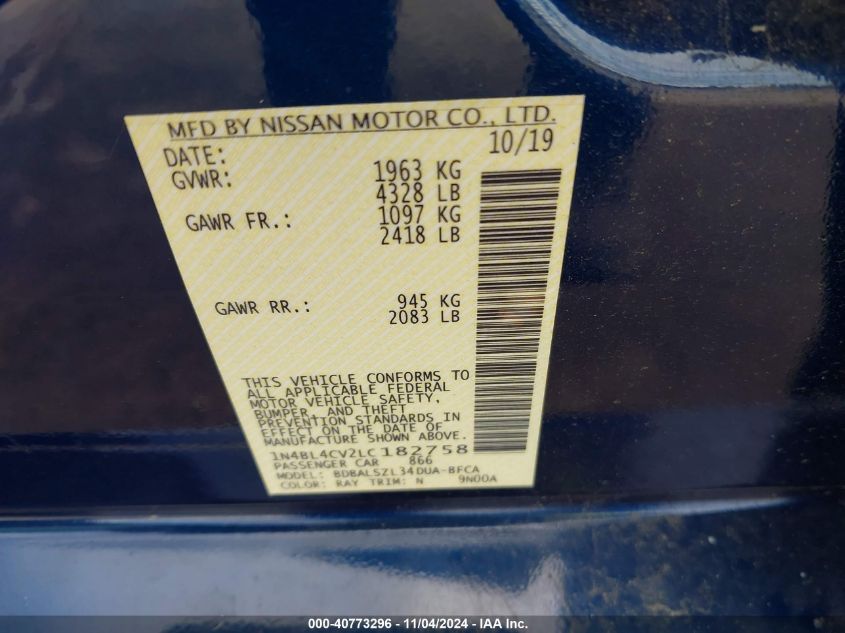 MFD BY NISSAN MOTOR CO., LTD.
DATE: 10/19
GVWR: 1963 KG
4328 LB
GAWR FR.: 1097 KG
2418 LB
GAWR RR.: 945 KG
2083 LB
THIS VEHICLE CONFORMS TO
ALL APPLICABLE FEDERAL
MOTOR VEHICLE SAFETY,
BUMPER, AND THEFT
PREVENTION STANDARDS IN
EFFECT ON THE DATE OF
MANUFACTURE SHOWN ABOVE.
1N4BL4CV2LC182758
PASSENGER CAR 866
MODEL: BDBALSZL34DUA-BFCA
COLOR: RAY TRIM: N 9N00A
000-40773296 - 11/04/2024 - IAA Inc.